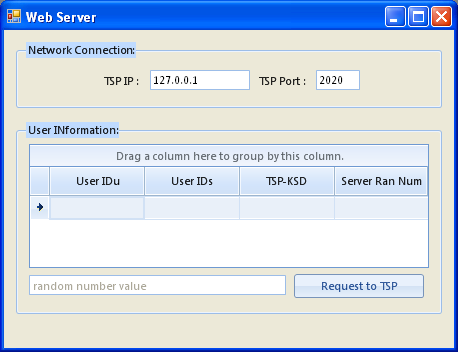 Web Server
Network Connection:
TSP IP : 127.0.0.1 TSP Port : 2020
User INformation:
Drag a column here to group by this column.
User IDu User IDs TSP-KSD Server Ran Num
random number value Request to TSP